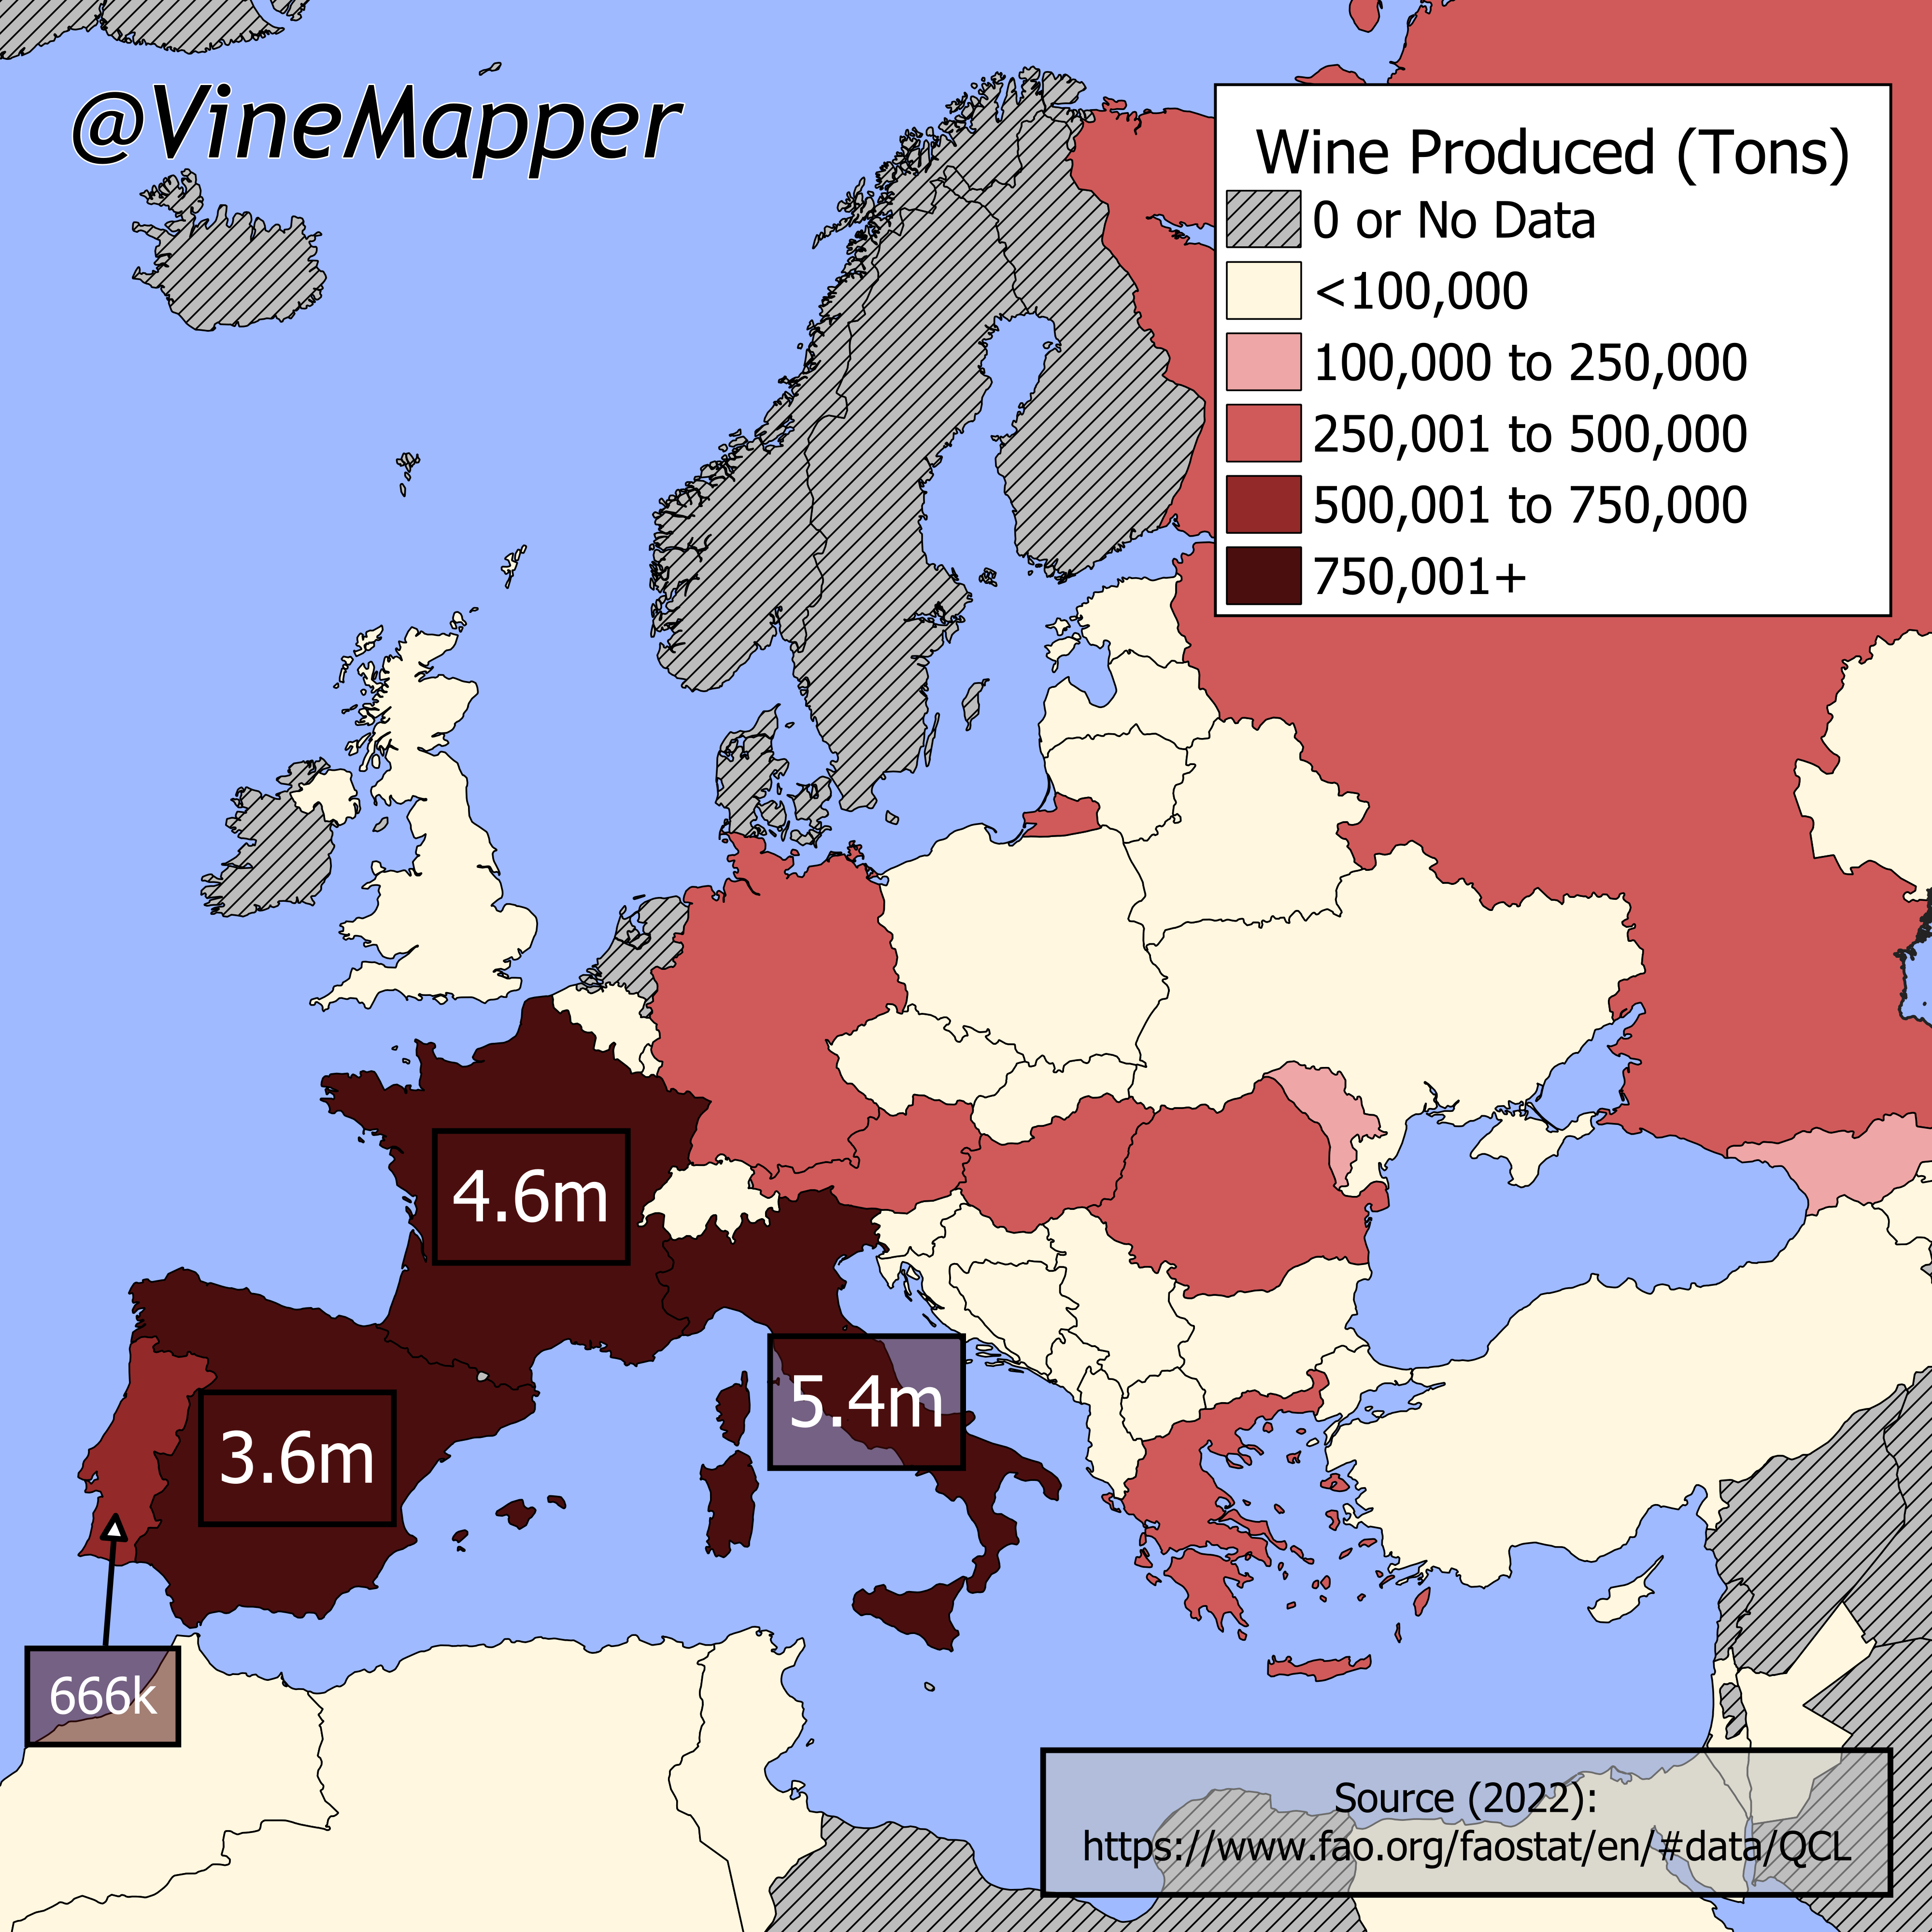 @VineMapper
Wine Produced (Tons)
0 or No Data
<100,000
100,000 to 250,000
250,001 to 500,000
500,001 to 750,000
750,001+
4.6m
5.4m
3.6m
666k
Source (2022):
https://www.fao.org/faostat/en/#data/QCL